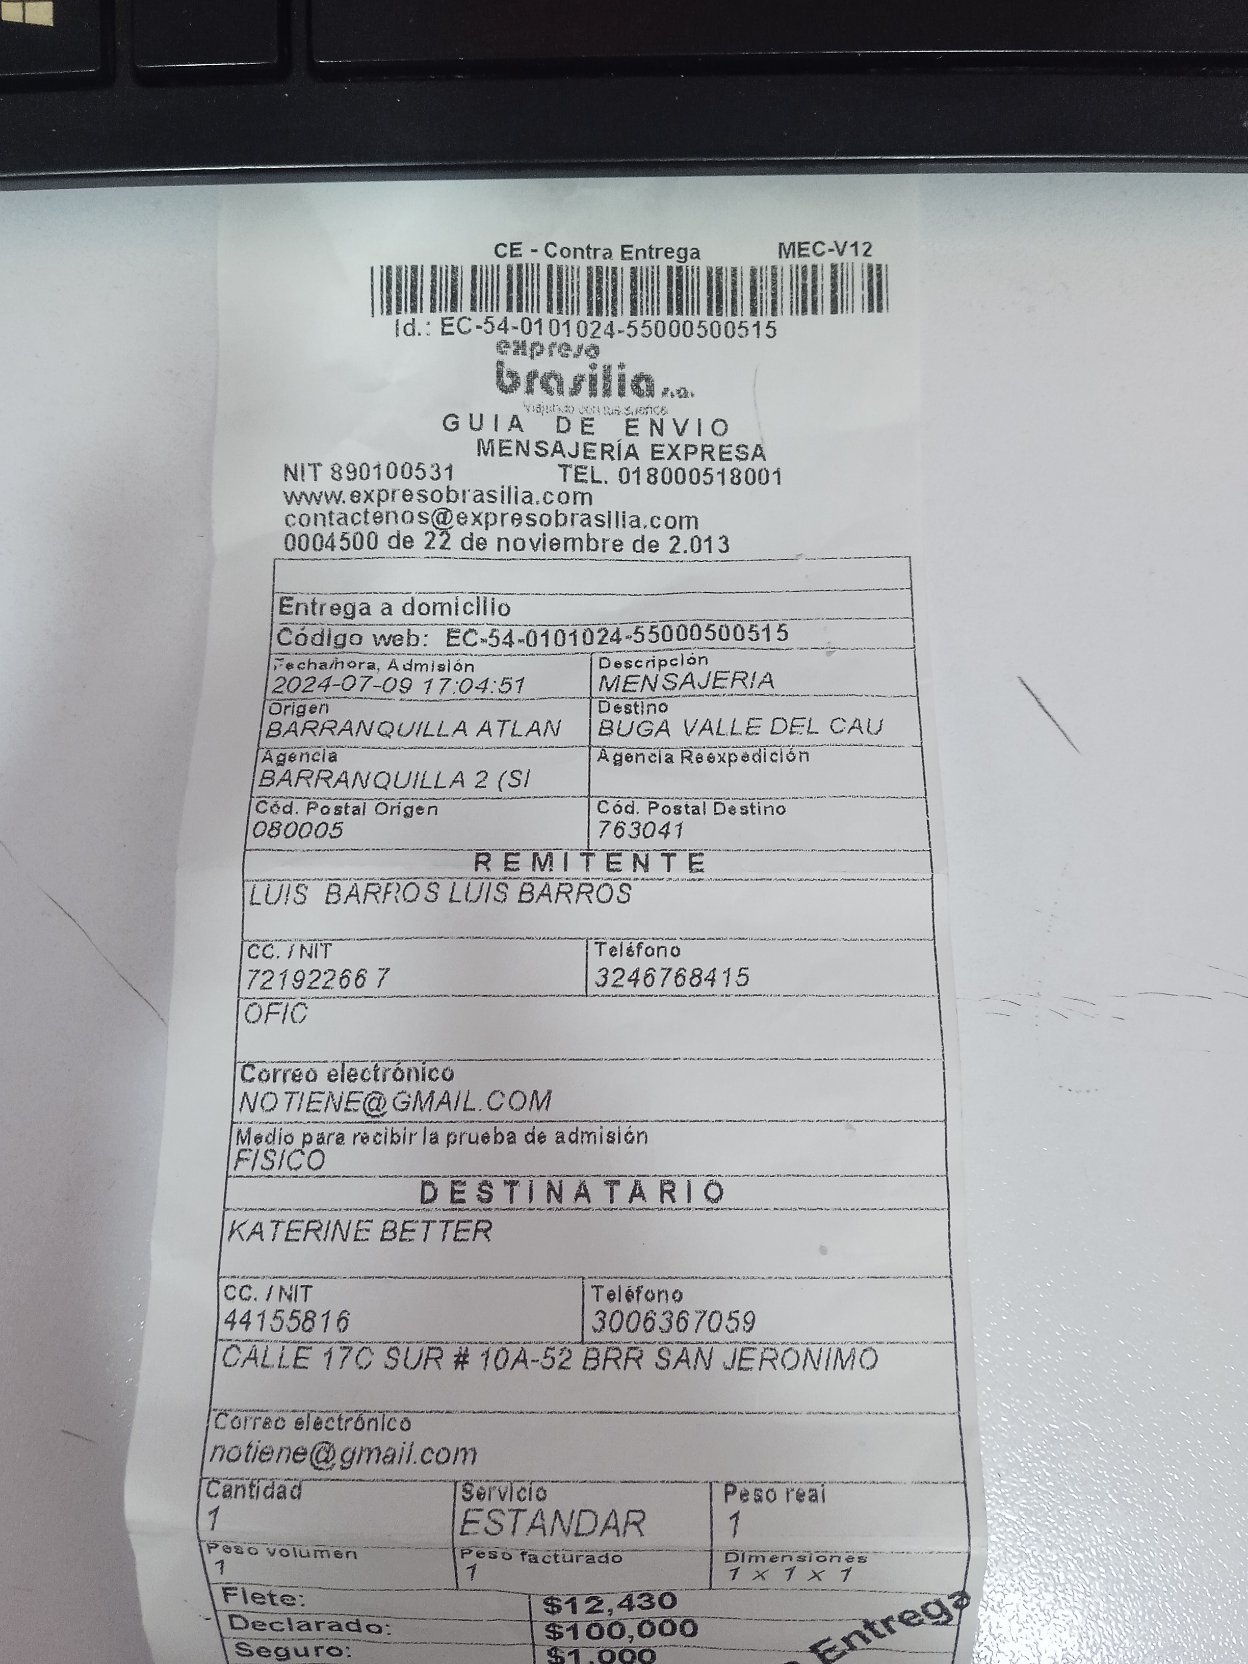 CE - Contra Entrega MEC-V12
Id.: EC-54-0101024-55000500515
expreso
brasilia s.a.
GUIA DE ENVIO
MENSAJERÍA EXPRESA
NIT 890100531 TEL. 018000518001
www.expresobrasilia.com
contactenos@expresobrasilia.com
0004500 de 22 de noviembre de 2.013
Entrega a domicilio
Código web: EC-54-0101024-55000500515
Fecha/hora, Admisión Descripción
2024-07-09 17:04:51 MENSAJERIA
Origen Destino
BARRANQUILLA ATLAN BUGA VALLE DEL CAU
Agencia Agencia Reexpedición
BARRANQUILLA 2 (SI
Cód. Postal Origen Cód. Postal Destino
080005 763041
REMITENTE
LUIS BARROS LUIS BARROS
CC. / NIT Teléfono
72192266 7 3246768415
OFIC
Correo electrónico
NOTIENE@GMAIL.COM
Medio para recibir la prueba de admisión
FISICO
DESTINATARIO
KATERINE BETTER
CC. / NIT Teléfono
44155816 3006367059
CALLE 17C SUR # 10A-52 BRR SAN JERONIMO
Correo electrónico
notiene@gmail.com
Cantidad Servicio Peso real
1 ESTANDAR 1
Peso volumen Peso facturado Dimensiones
1 1 1 x 1 x 1
Flete: $12,430
Declarado: $100,000
Seguro: $1,000
Entrega